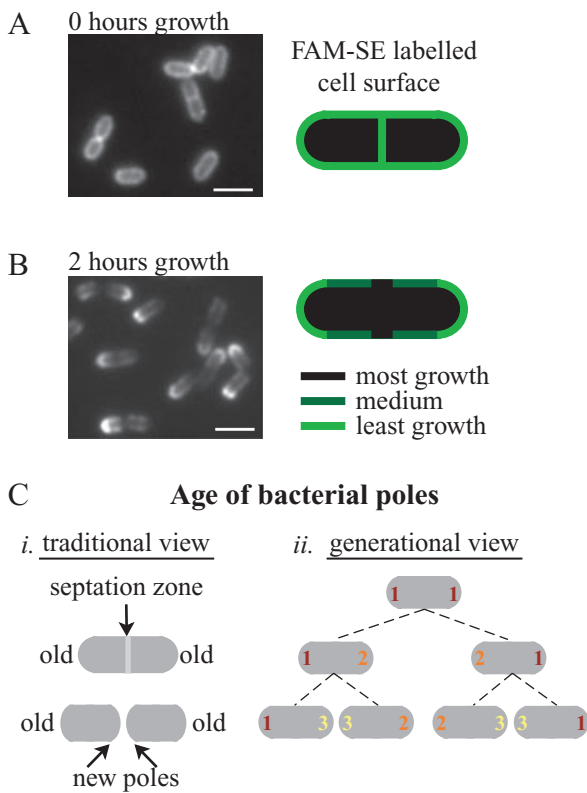 A
0 hours growth
FAM-SE labelled
cell surface
B
2 hours growth
most growth
medium
least growth
C
Age of bacterial poles
i. traditional view
septation zone
old
old
old
old
new poles
ii. generational view
1 1
1 2 2 1
1 3 3 2 2 3 3 1